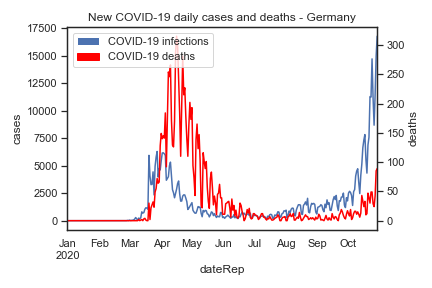 New COVID-19 daily cases and deaths - Germany
COVID-19 infections
COVID-19 deaths
17500
15000
12500
10000
7500
5000
2500
0
cases
300
250
200
150
100
50
0
deaths
Jan Feb Mar Apr May Jun Jul Aug Sep Oct
2020
dateRep